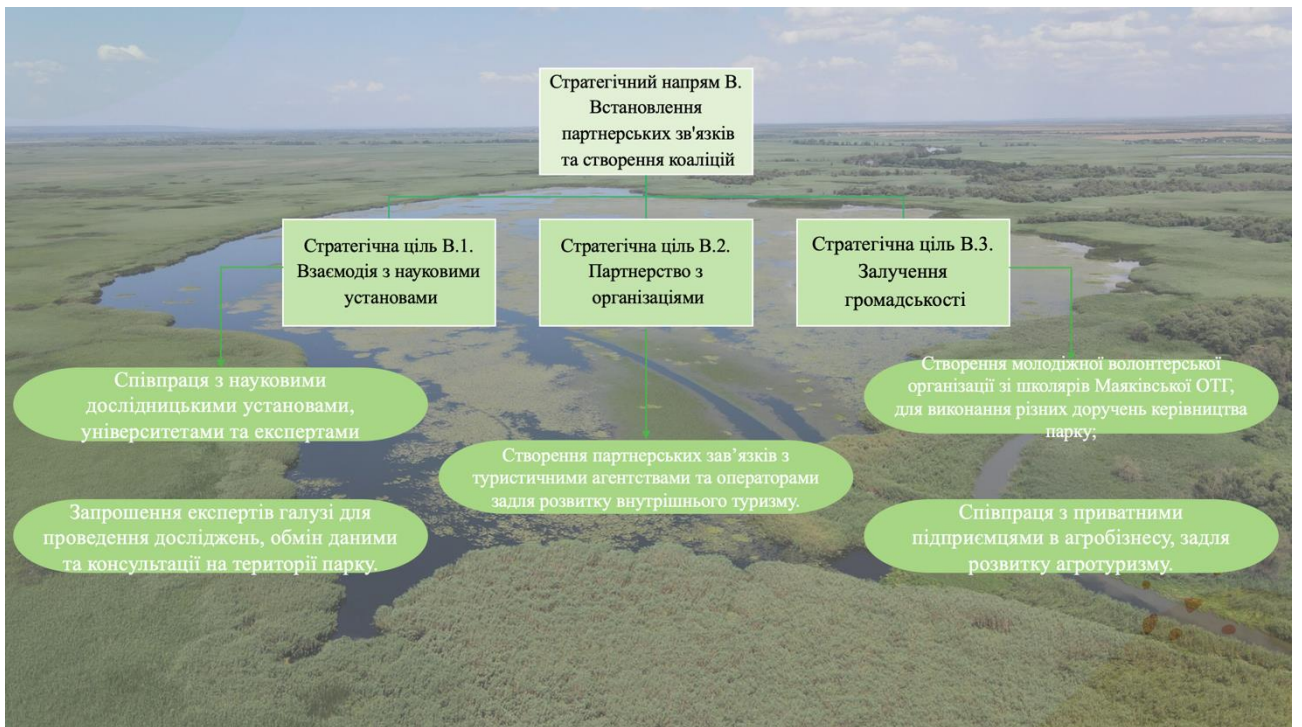 Стратегічний напрям В.
Встановлення
партнерських зв'язків
та створення коаліцій
Стратегічна ціль В.1.
Взаємодія з науковими
установами
Стратегічна ціль В.2.
Партнерство з
організаціями
Стратегічна ціль В.3.
Залучення
громадськості
Співпраця з науковими
дослідницькими установами,
університетами та експертами
Створення молодіжної волонтерської
організації зі школярів Маяківської ОТГ,
для виконання різних доручень керівництва
парку;
Створення партнерських зав’язків з
туристичними агентствами та операторами
задля розвитку внутрішнього туризму.
Запрошення експертів галузі для
проведення досліджень, обмін даними
та консультації на території парку.
Співпраця з приватними
підприємцями в агробізнесу, задля
розвитку агротуризму.